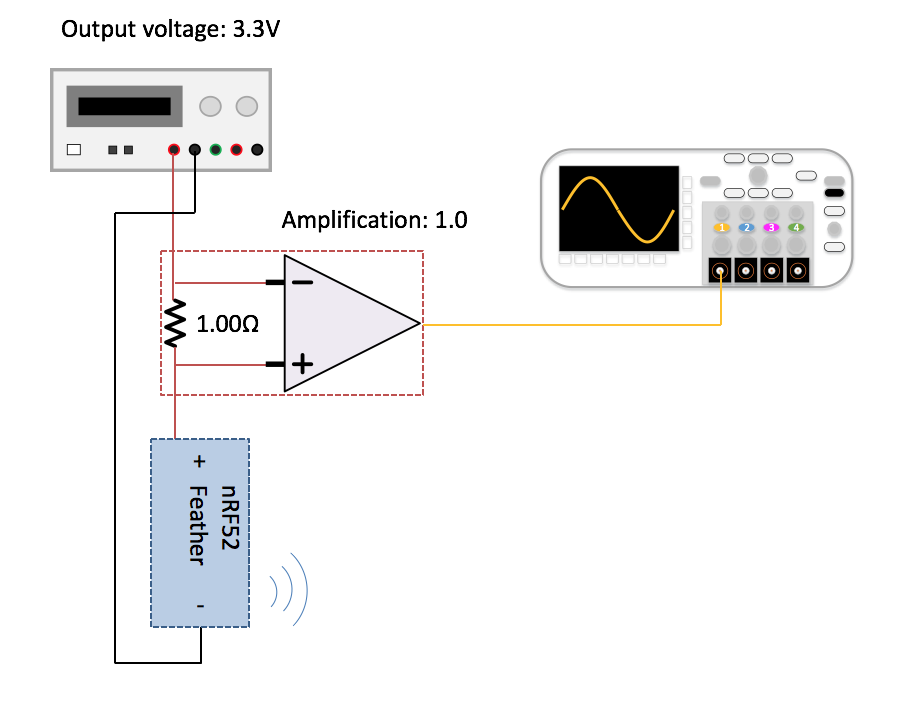 Output voltage: 3.3V
Amplification: 1.0
1 2 3 4
−
1.00Ω
+
+ -
nRF52
Feather